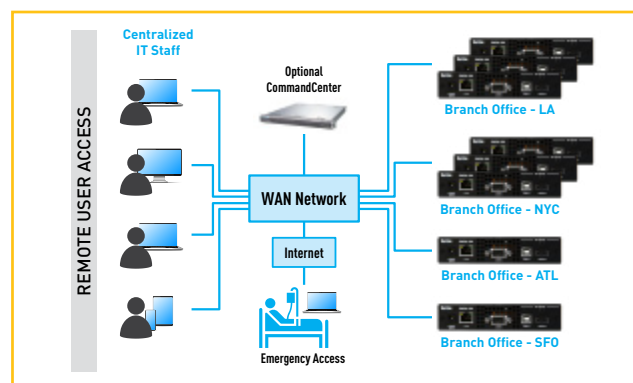 REMOTE USER ACCESS
Centralized
IT Staff
Optional
CommandCenter
WAN Network
Internet
Emergency Access
Branch Office - LA
Branch Office - NYC
Branch Office - ATL
Branch Office - SFO